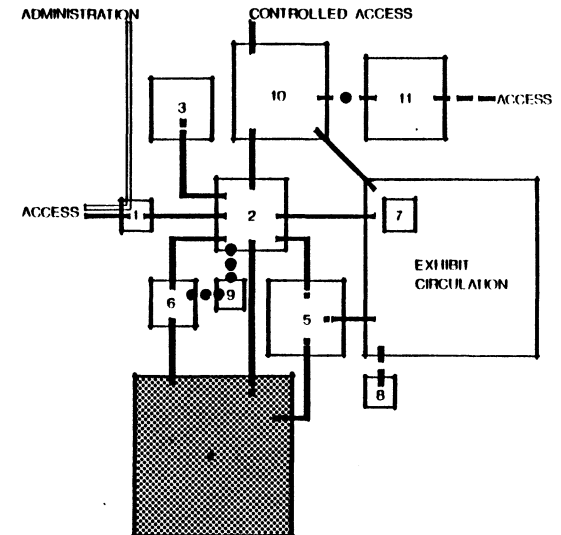 ADMINISTRATION
CONTROLLED ACCESS
3
10
11
ACCESS
ACCESS
1
2
7
EXHIBIT
CIRCULATION
6
9
5
8